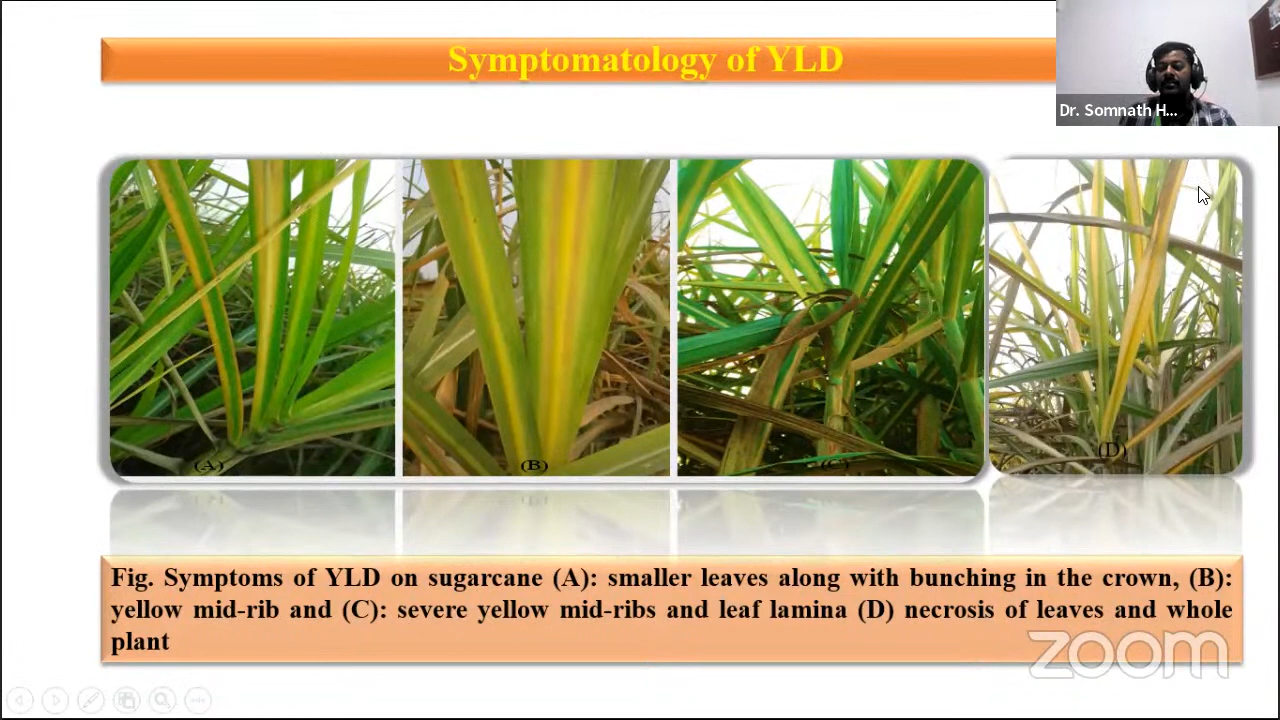 Symptomatology of YLD
Dr. Somnath H...
(A)
(B)
(C)
(D)
Fig. Symptoms of YLD on sugarcane (A): smaller leaves along with bunching in the crown, (B):
yellow mid-rib and (C): severe yellow mid-ribs and leaf lamina (D) necrosis of leaves and whole
plant
zoom